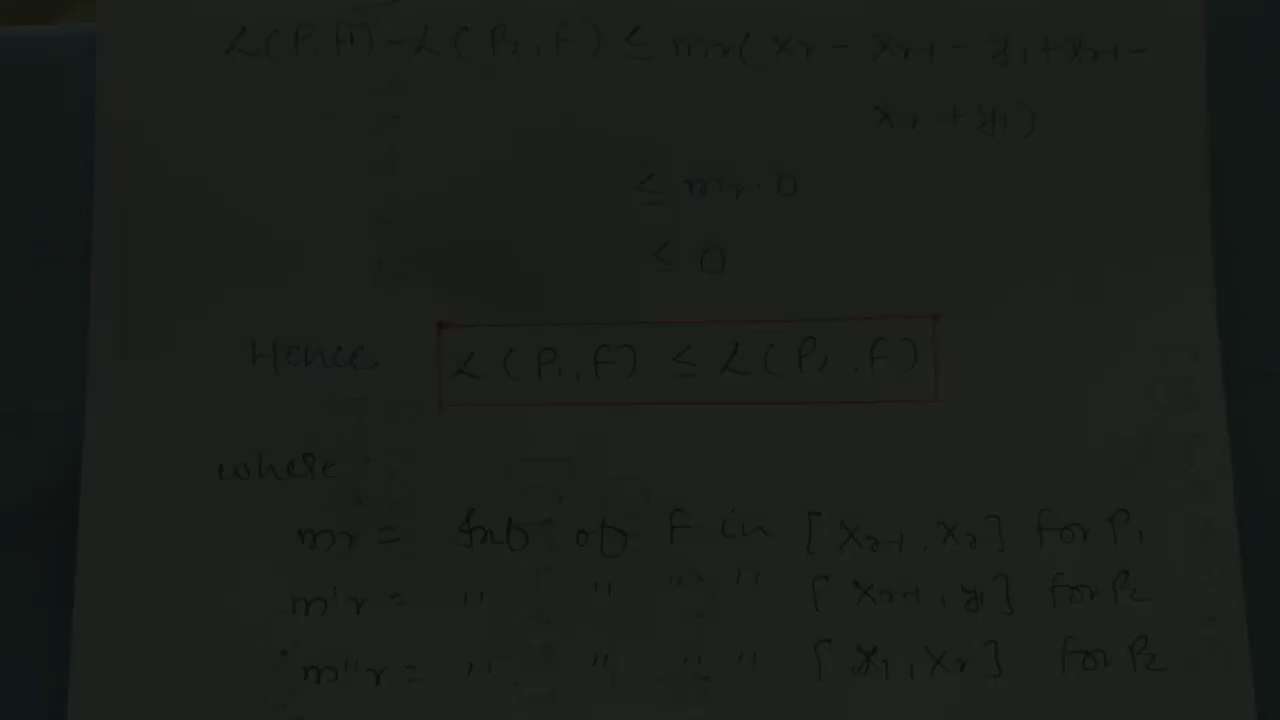 L(P,F) - L(P2,F) ≤ mr(xr - xr-1 - y1 + xr-1 -
xr + y1)
≤ mr.0
≤ 0
Hence L(P1,F) ≤ L(P2,F)
where
mr = Inf of F in [xr-1, xr] for P1
m'r = " " " " [xr-1, y1] for P2
m"r = " " " " [y1, xr] for P2